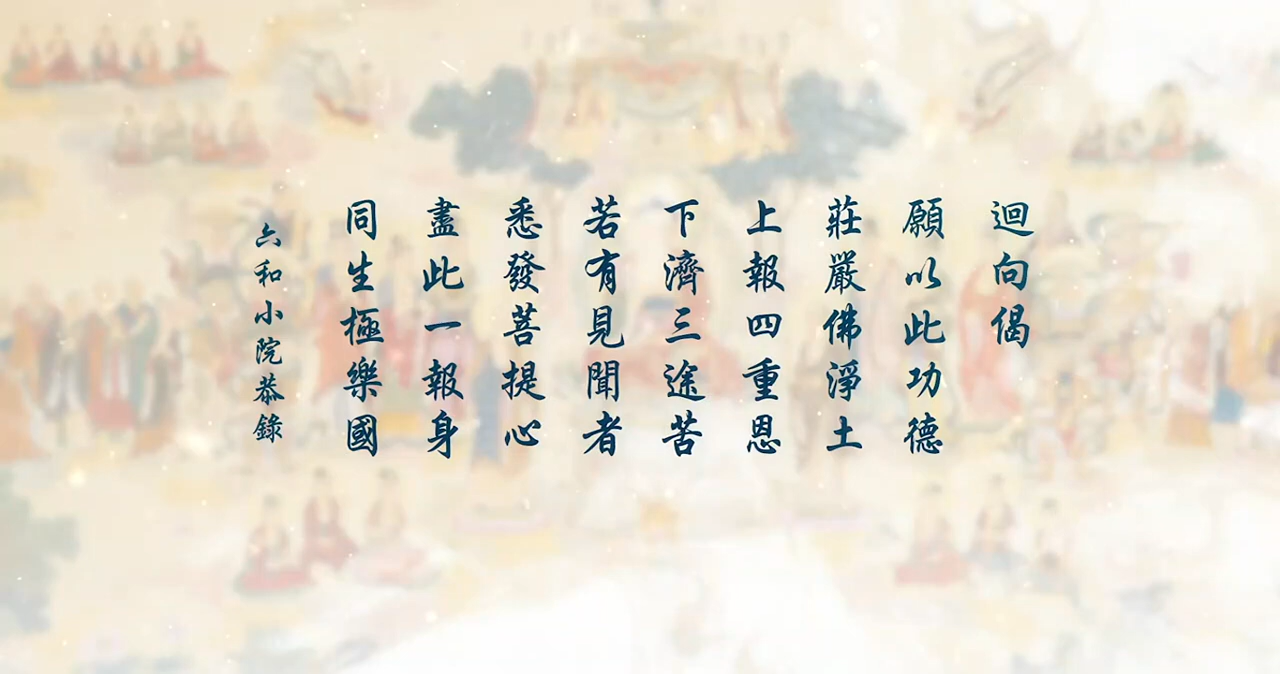 迴向偈
願以此功德
莊嚴佛淨土
上報四重恩
下濟三途苦
若有見聞者
悉發菩提心
盡此一報身
同生極樂國
六和小院恭錄